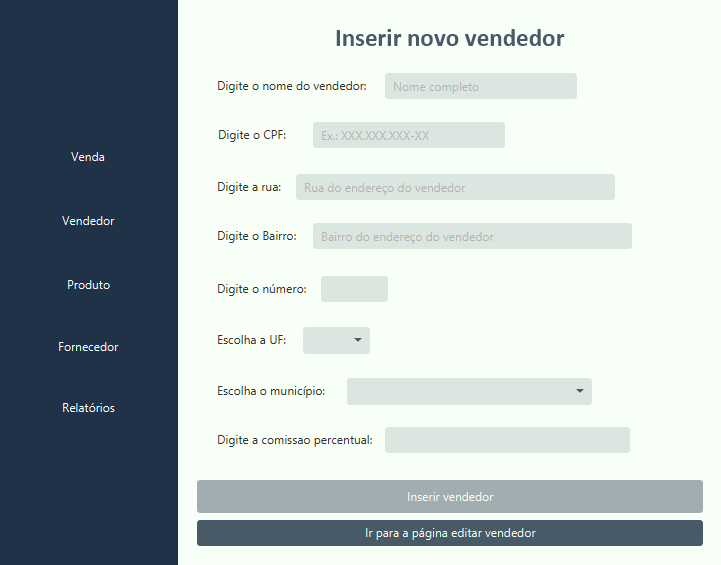 Venda
Vendedor
Produto
Fornecedor
Relatórios
Inserir novo vendedor
Digite o nome do vendedor: Nome completo
Digite o CPF: Ex.: XXX.XXX.XXX-XX
Digite a rua: Rua do endereço do vendedor
Digite o Bairro: Bairro do endereço do vendedor
Digite o número:
Escolha a UF:
Escolha o município:
Digite a comissao percentual:
Inserir vendedor
Ir para a página editar vendedor